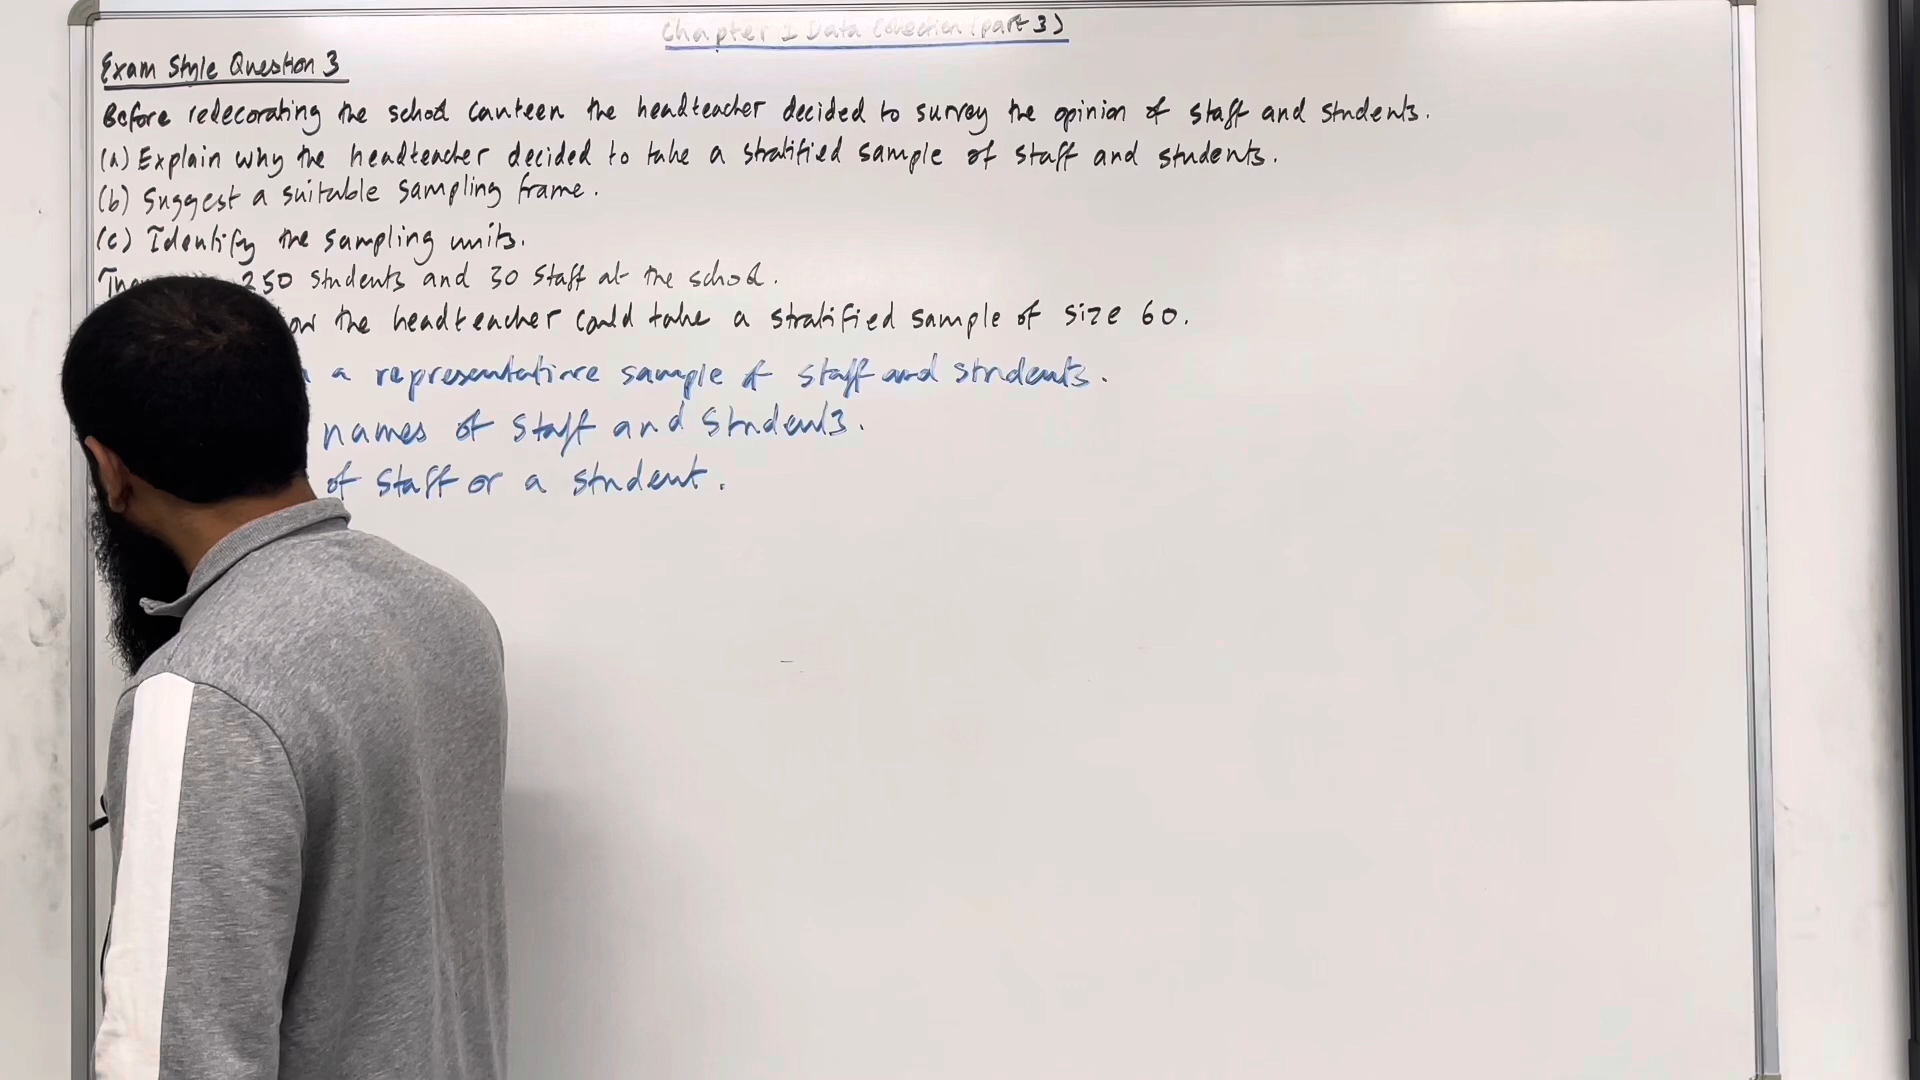 Chapter 1 Data Collection (part 3)
Exam Style Question 3
Before redecorating the school canteen the headteacher decided to survey the opinion of staff and students.
(a) Explain why the headteacher decided to take a stratified sample of staff and students.
(b) Suggest a suitable sampling frame.
(c) Identify the sampling units.
250 students and 30 staff at the school.
the headteacher could take a stratified sample of size 60.
a representative sample of staff and students.
names of staff and students.
of staff or a student.